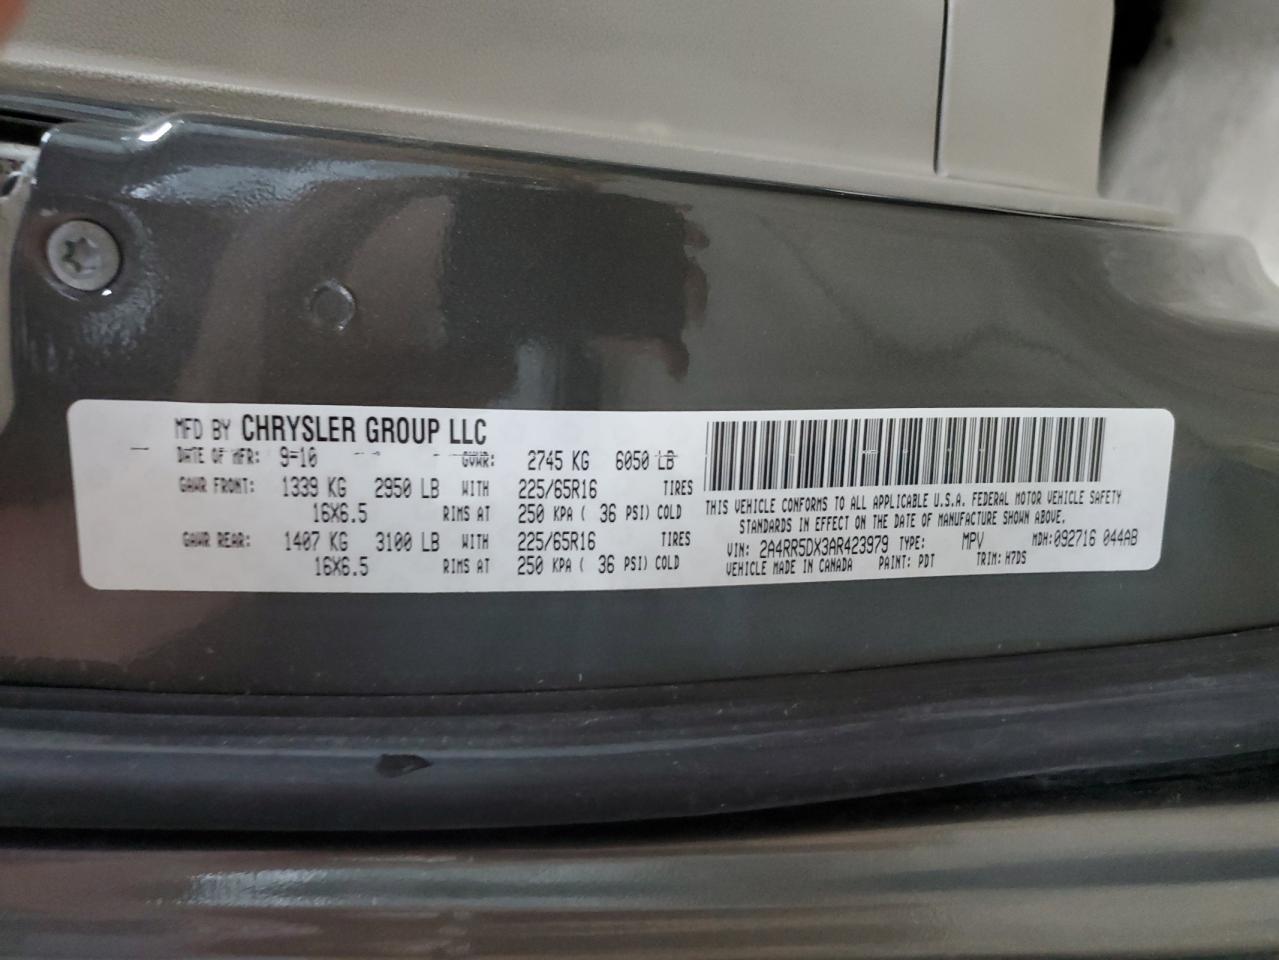 MFD BY CHRYSLER GROUP LLC
DATE OF MFR: 9-10 GVWR: 2745 KG 6050 LB
GAWR FRONT: 1339 KG 2950 LB WITH 225/65R16 TIRES
16X6.5 RIMS AT 250 KPA ( 36 PSI) COLD
GAWR REAR: 1407 KG 3100 LB WITH 225/65R16 TIRES
16X6.5 RIMS AT 250 KPA ( 36 PSI) COLD
THIS VEHICLE CONFORMS TO ALL APPLICABLE U.S.A. FEDERAL MOTOR VEHICLE SAFETY
STANDARDS IN EFFECT ON THE DATE OF MANUFACTURE SHOWN ABOVE.
VIN: 2A4RR5DX3AR423979 TYPE: MPV MDH:092716 044AB
VEHICLE MADE IN CANADA PAINT: PDT TRIM: H7DS